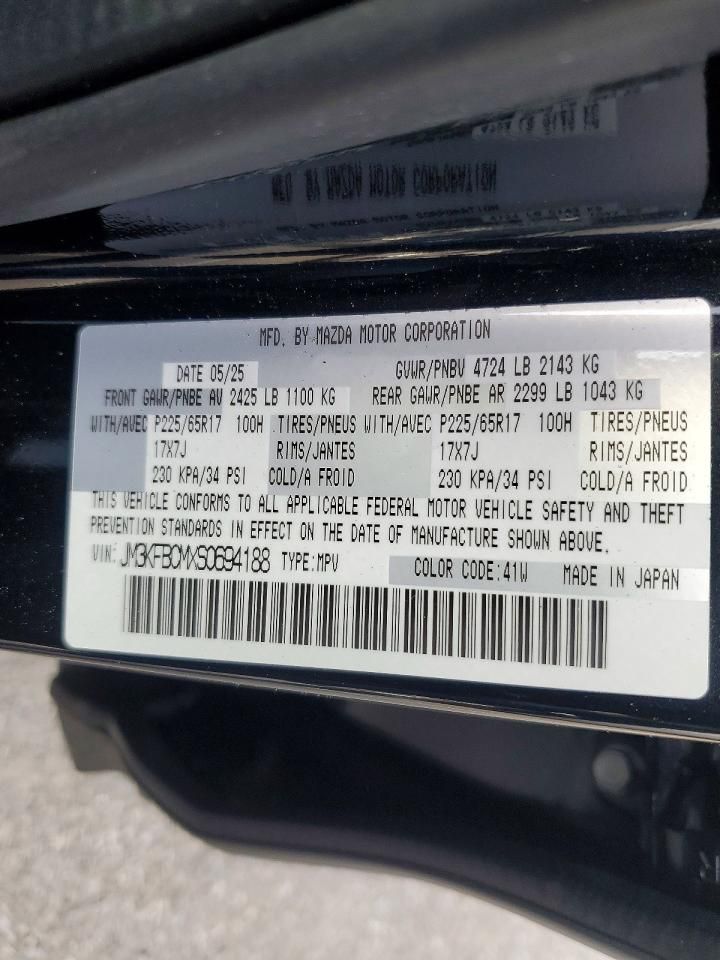 MFD. BY MAZDA MOTOR CORPORATION
DATE 05/25 GVWR/PNBV 4724 LB 2143 KG
FRONT GAWR/PNBE AV 2425 LB 1100 KG REAR GAWR/PNBE AR 2299 LB 1043 KG
WITH/AVEC P225/65R17 100H TIRES/PNEUS WITH/AVEC P225/65R17 100H TIRES/PNEUS
17X7J RIMS/JANTES 17X7J RIMS/JANTES
230 KPA/34 PSI COLD/A FROID 230 KPA/34 PSI COLD/A FROID
THIS VEHICLE CONFORMS TO ALL APPLICABLE FEDERAL MOTOR VEHICLE SAFETY AND THEFT
PREVENTION STANDARDS IN EFFECT ON THE DATE OF MANUFACTURE SHOWN ABOVE.
VIN: JM3KFBCMXS0694188 TYPE:MPV COLOR CODE:41W MADE IN JAPAN